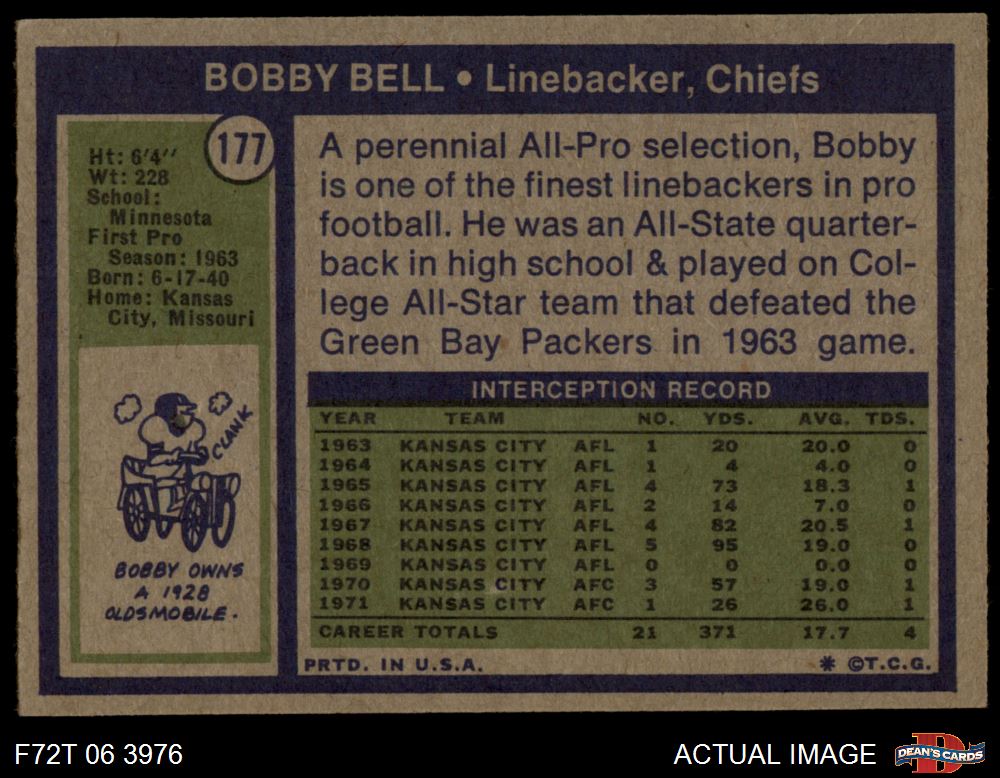 BOBBY BELL • Linebacker, Chiefs
177
Ht: 6'4''
Wt: 228
School:
Minnesota
First Pro
Season: 1963
Born: 6-17-40
Home: Kansas
City, Missouri
CLANK
BOBBY OWNS
A 1928
OLDSMOBILE.
A perennial All-Pro selection, Bobby
is one of the finest linebackers in pro
football. He was an All-State quarter-
back in high school & played on Col-
lege All-Star team that defeated the
Green Bay Packers in 1963 game.
INTERCEPTION RECORD
YEAR TEAM NO. YDS. AVG. TDS.
1963 KANSAS CITY AFL 1 20 20.0 0
1964 KANSAS CITY AFL 1 4 4.0 0
1965 KANSAS CITY AFL 4 73 18.3 1
1966 KANSAS CITY AFL 2 14 7.0 0
1967 KANSAS CITY AFL 4 82 20.5 1
1968 KANSAS CITY AFL 5 95 19.0 0
1969 KANSAS CITY AFL 0 0 0.0 0
1970 KANSAS CITY AFC 3 57 19.0 1
1971 KANSAS CITY AFC 1 26 26.0 1
CAREER TOTALS 21 371 17.7 4
PRTD. IN U.S.A. * ©T.C.G.
F72T 06 3976
ACTUAL IMAGE
D
DEAN'S CARDS